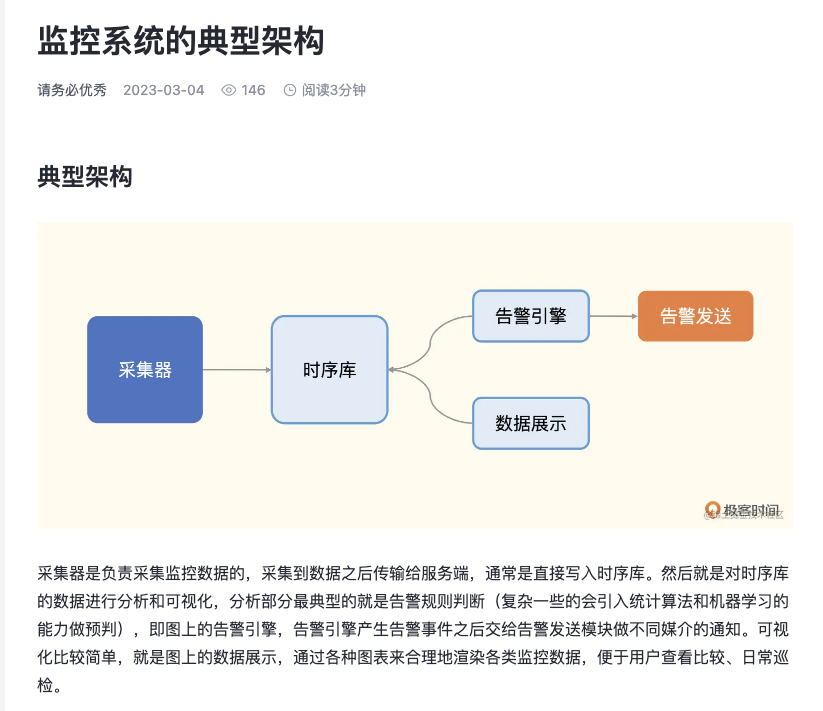 监控系统的典型架构
请务必优秀 2023-03-04 146 阅读3分钟
典型架构
告警引擎 告警发送
采集器 时序库
数据展示
极客时间
采集器是负责采集监控数据的，采集到数据之后传输给服务端，通常是直接写入时序库。然后就是对时序库
的数据进行分析和可视化，分析部分最典型的就是告警规则判断（复杂一些的会引入统计算法和机器学习的
能力做预判），即图上的告警引擎，告警引擎产生告警事件之后交给告警发送模块做不同媒介的通知。可视
化比较简单，就是图上的数据展示，通过各种图表来合理地渲染各类监控数据，便于用户查看比较、日常巡
检。